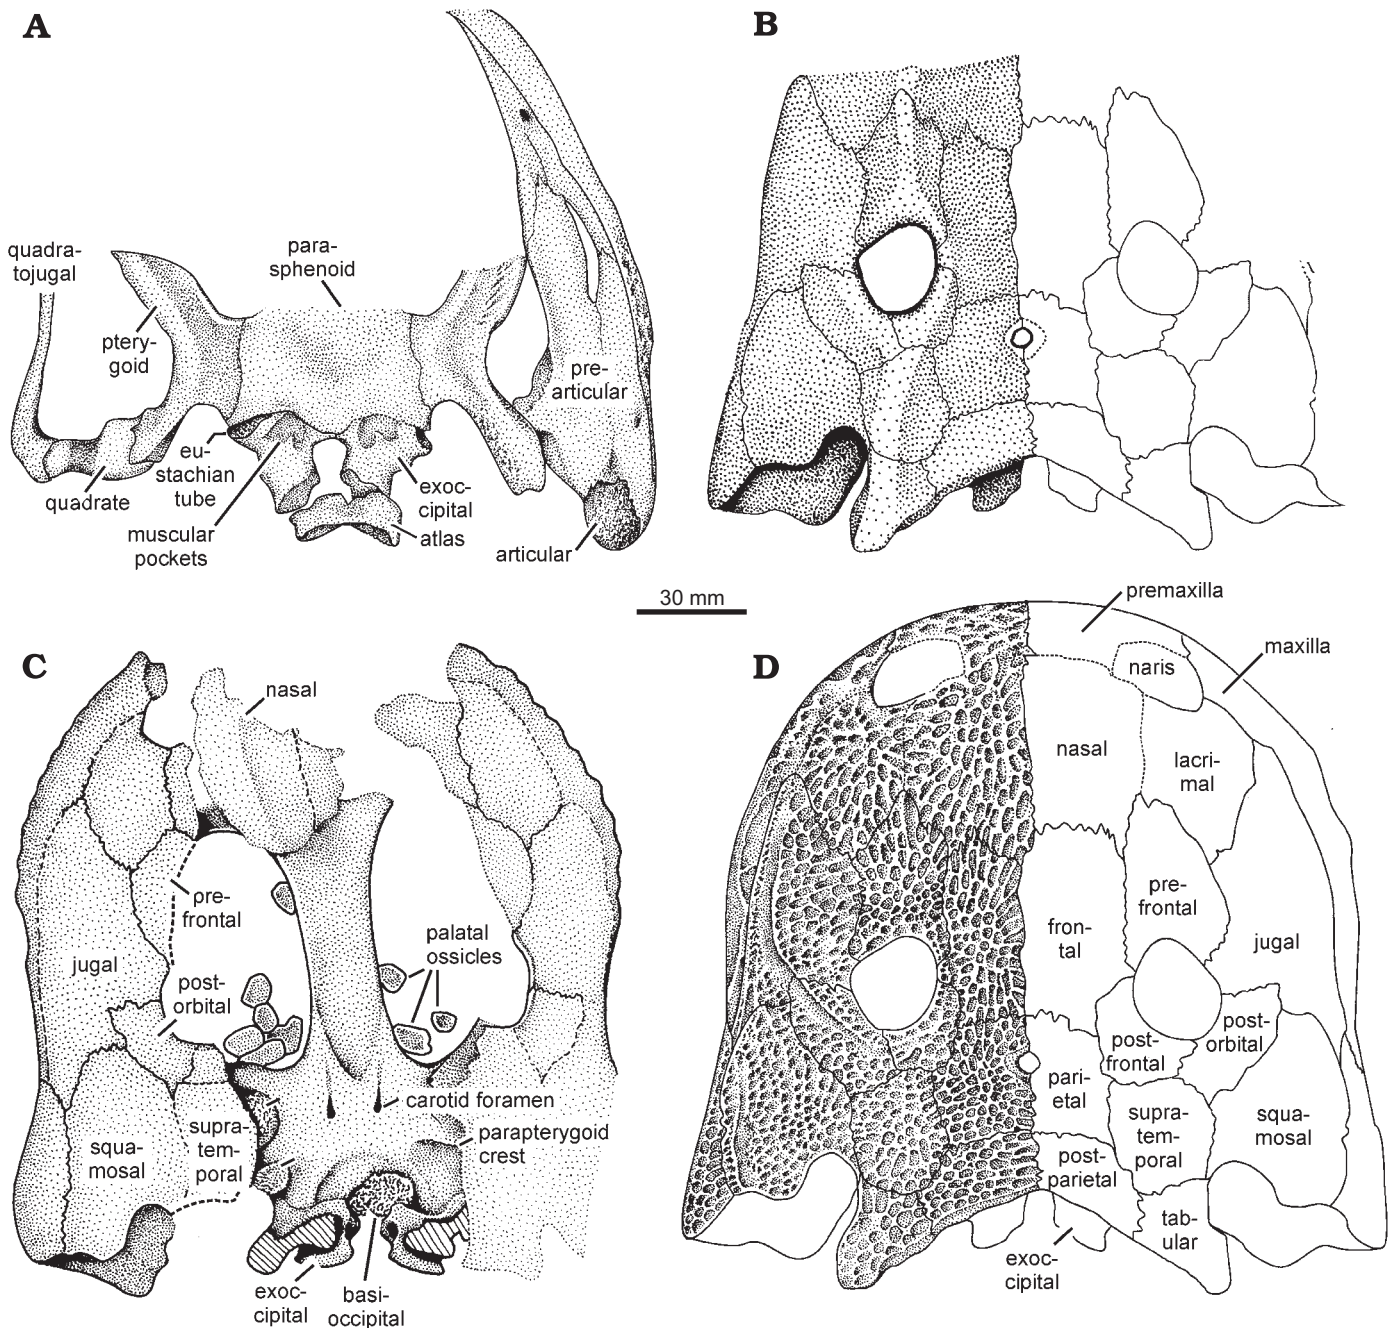 A
quadra-
tojugal
para-
sphenoid
ptery-
goid
pre-
articular
eu-
stachian
tube
quadrate
muscular
pockets
exoc-
cipital
atlas
articular
B
30 mm
C
nasal
pre-
frontal
jugal
post-
orbital
palatal
ossicles
carotid foramen
parapterygoid
crest
squa-
mosal
supra-
tem-
poral
exoc-
cipital
basi-
occipital
D
premaxilla
maxilla
naris
nasal
lacri-
mal
pre-
frontal
fron-
tal
jugal
post-
frontal
post-
orbital
pari-
etal
supra-
tem-
poral
squa-
mosal
post-
parietal
tab-
ular
exoc-
cipital